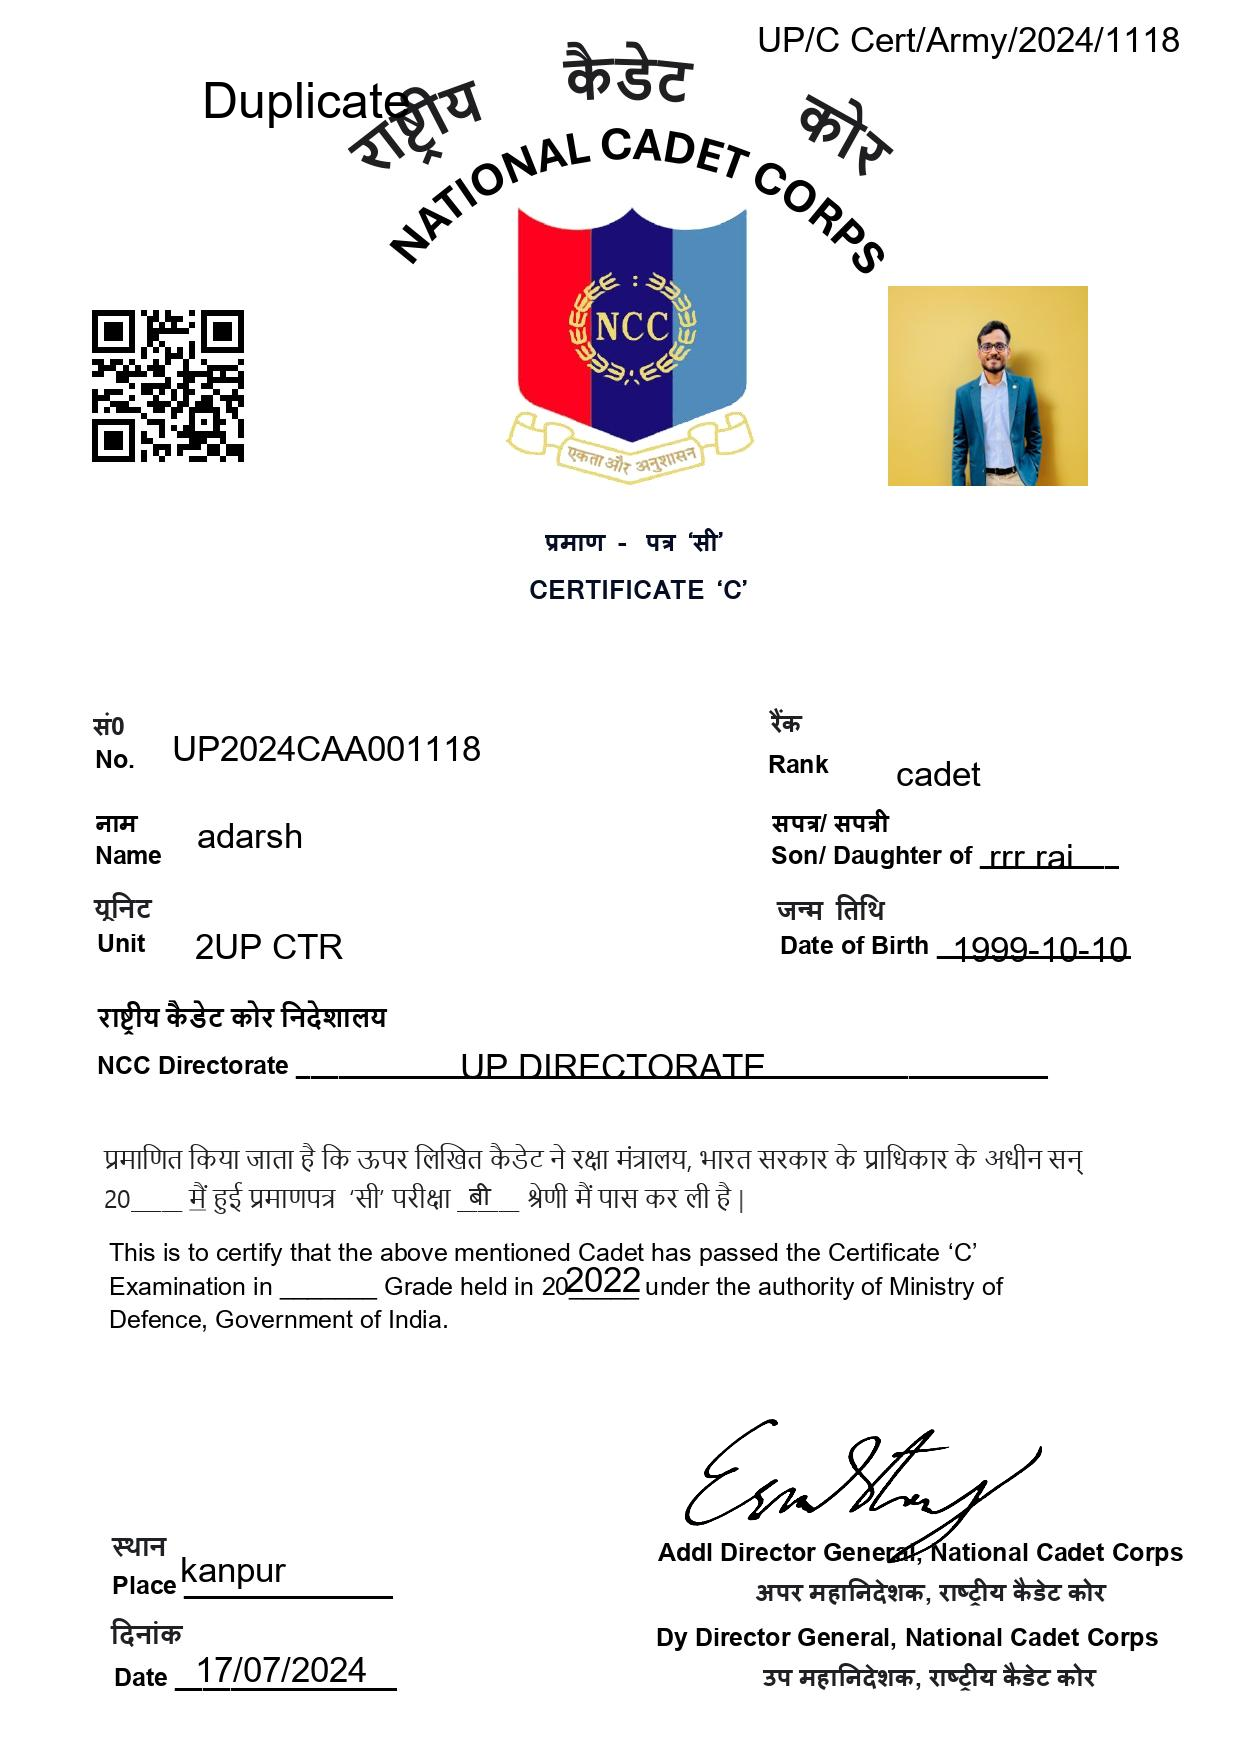 UP/C Cert/Army/2024/1118
Duplicate
राष्ट्रीय कैडेट कोर
NATIONAL CADET CORPS
NCC
एकता और अनुशासन
प्रमाण - पत्र ‘सी’
CERTIFICATE ‘C’
सं0
No. UP2024CAA001118
रैंक
Rank cadet
नाम
Name adarsh
सपत्र/ सपत्री
Son/ Daughter of rrr rai
यूनिट
Unit 2UP CTR
जन्म तिथि
Date of Birth 1999-10-10
राष्ट्रीय कैडेट कोर निदेशालय
NCC Directorate UP DIRECTORATE
प्रमाणित किया जाता है कि ऊपर लिखित कैडेट ने रक्षा मंत्रालय, भारत सरकार के प्राधिकार के अधीन सन्
20____ में हुई प्रमाणपत्र ‘सी’ परीक्षा बी श्रेणी में पास कर ली है |
This is to certify that the above mentioned Cadet has passed the Certificate ‘C’
Examination in _______ Grade held in 202022 under the authority of Ministry of
Defence, Government of India.
Addl Director General, National Cadet Corps
अपर महानिदेशक, राष्ट्रीय कैडेट कोर
Dy Director General, National Cadet Corps
उप महानिदेशक, राष्ट्रीय कैडेट कोर
स्थान
Place kanpur
दिनांक
Date 17/07/2024